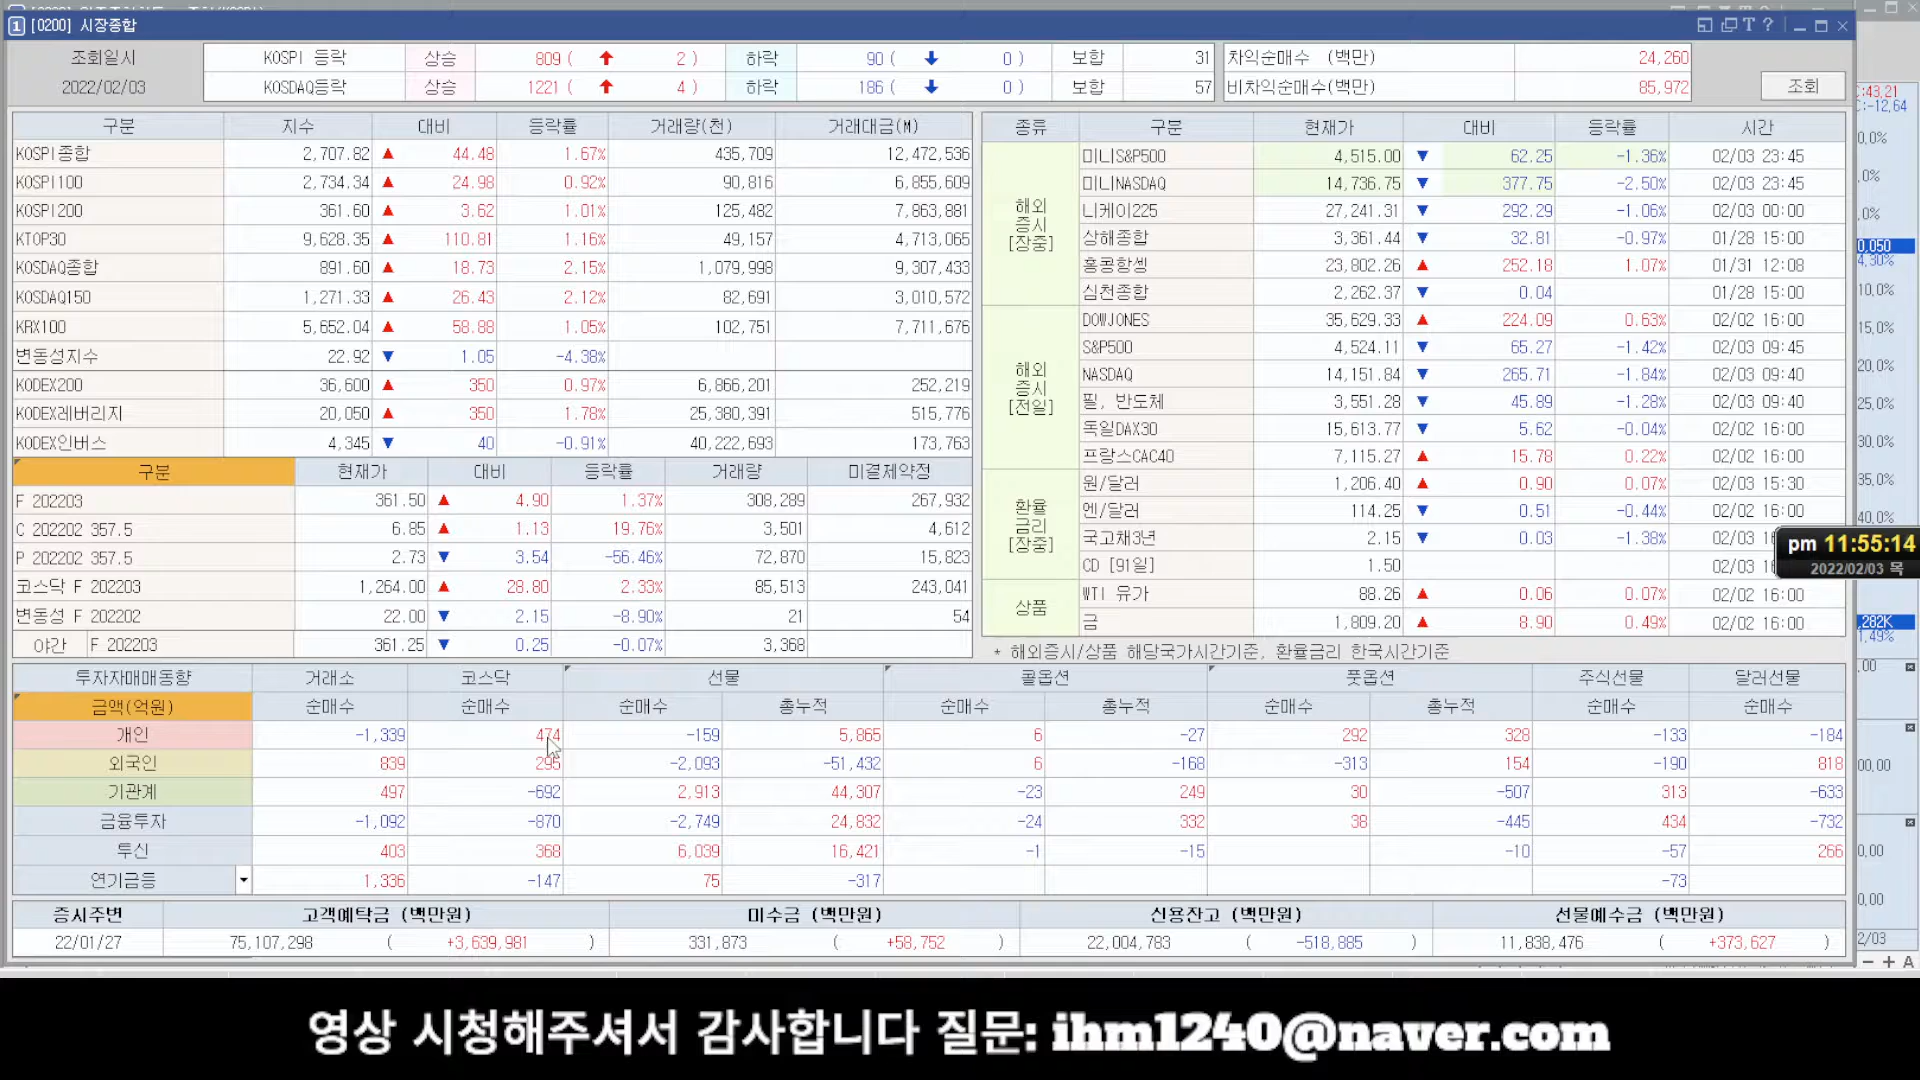 1 [0200] 시장종합
조회일시 KOSPI 등락 상승 809 ( 2 ) 하락 90 ( 0 ) 보합 31 차익순매수 (백만) 24,260
2022/02/03 KOSDAQ등락 상승 1221 ( 4 ) 하락 186 ( 0 ) 보합 57 비차익순매수(백만) 85,972 조회
구분 지수 대비 등락률 거래량(천) 거래대금(M)
KOSPI종합 2,707.82 ▲ 44.48 1.67% 435,709 12,472,536
KOSPI100 2,734.34 ▲ 24.98 0.92% 90,816 6,855,609
KOSPI200 361.60 ▲ 3.62 1.01% 125,482 7,863,881
KTOP30 9,628.35 ▲ 110.81 1.16% 49,157 4,713,065
KOSDAQ종합 891.60 ▲ 18.73 2.15% 1,079,998 9,307,433
KOSDAQ150 1,271.33 ▲ 26.43 2.12% 82,691 3,010,572
KRX100 5,652.04 ▲ 58.88 1.05% 102,751 7,711,676
변동성지수 22.92 ▼ 1.05 -4.38%
KODEX200 36,600 ▲ 350 0.97% 6,866,201 252,219
KODEX레버리지 20,050 ▲ 350 1.78% 25,380,391 515,776
KODEX인버스 4,345 ▼ 40 -0.91% 40,222,693 173,763
구분 현재가 대비 등락률 거래량 미결제약정
F 202203 361.50 ▲ 4.90 1.37% 308,289 267,932
C 202202 357.5 6.85 ▲ 1.13 19.76% 3,501 4,612
P 202202 357.5 2.73 ▼ 3.54 -56.46% 72,870 15,823
코스닥 F 202203 1,264.00 ▲ 28.80 2.33% 85,513 243,041
변동성 F 202202 22.00 ▼ 2.15 -8.90% 21 54
야간 F 202203 361.25 ▼ 0.25 -0.07% 3,368
종류 구분 현재가 대비 등락률 시간
해외 증시 [장중]
미니S&P500 4,515.00 ▼ 62.25 -1.36% 02/03 23:45
미니NASDAQ 14,736.75 ▼ 377.75 -2.50% 02/03 23:45
니케이225 27,241.31 ▼ 292.29 -1.06% 02/03 00:00
상해종합 3,361.44 ▼ 32.81 -0.97% 01/28 15:00
홍콩항셍 23,802.26 ▲ 252.18 1.07% 01/31 12:08
심천종합 2,262.37 ▼ 0.04 01/28 15:00
해외 증시 [전일]
DOWJONES 35,629.33 ▲ 224.09 0.63% 02/02 16:00
S&P500 4,524.11 ▼ 65.27 -1.42% 02/03 09:45
NASDAQ 14,151.84 ▼ 265.71 -1.84% 02/03 09:40
필, 반도체 3,551.28 ▼ 45.89 -1.28% 02/03 09:40
독일DAX30 15,613.77 ▼ 5.62 -0.04% 02/02 16:00
프랑스CAC40 7,115.27 ▲ 15.78 0.22% 02/02 16:00
환율 금리 [장중]
원/달러 1,206.40 ▲ 0.90 0.07% 02/03 15:30
엔/달러 114.25 ▼ 0.51 -0.44% 02/02 16:00
국고채3년 2.15 ▼ 0.03 -1.38% 02/03
CD [91일] 1.50 02/03
상품
WTI 유가 88.26 ▲ 0.06 0.07% 02/02 16:00
금 1,809.20 ▲ 8.90 0.49% 02/02 16:00
* 해외증시/상품 해당국가시간기준, 환율금리 한국시간기준
투자자매매동향 거래소 코스닥 선물 콜옵션 풋옵션 주식선물 달러선물
금액(억원) 순매수 순매수 순매수 총누적 순매수 총누적 순매수 총누적 순매수 순매수
개인 -1,339 474 -159 5,865 6 -27 292 328 -133 -184
외국인 839 295 -2,093 -51,432 6 -168 -313 154 -190 818
기관계 497 -692 2,913 44,307 -23 249 30 -507 313 -633
금융투자 -1,092 -870 -2,749 24,832 -24 332 38 -445 434 -732
투신 403 368 6,039 16,421 -1 -15 -10 -57 266
연기금등 1,336 -147 75 -317 -73
증시주변 고객예탁금 (백만원) 미수금 (백만원) 신용잔고 (백만원) 선물예수금 (백만원)
22/01/27 75,107,298 ( +3,639,981 ) 331,873 ( +58,752 ) 22,004,783 ( -518,885 ) 11,838,476 ( +373,627 )
:43,21
:-12,64
0,0%
10,0%
15,0%
20,0%
25,0%
30,0%
35,0%
40,0%
pm 11:55:14
2022/02/03 목
영상 시청해주셔서 감사합니다 질문: ihm1240@naver.com